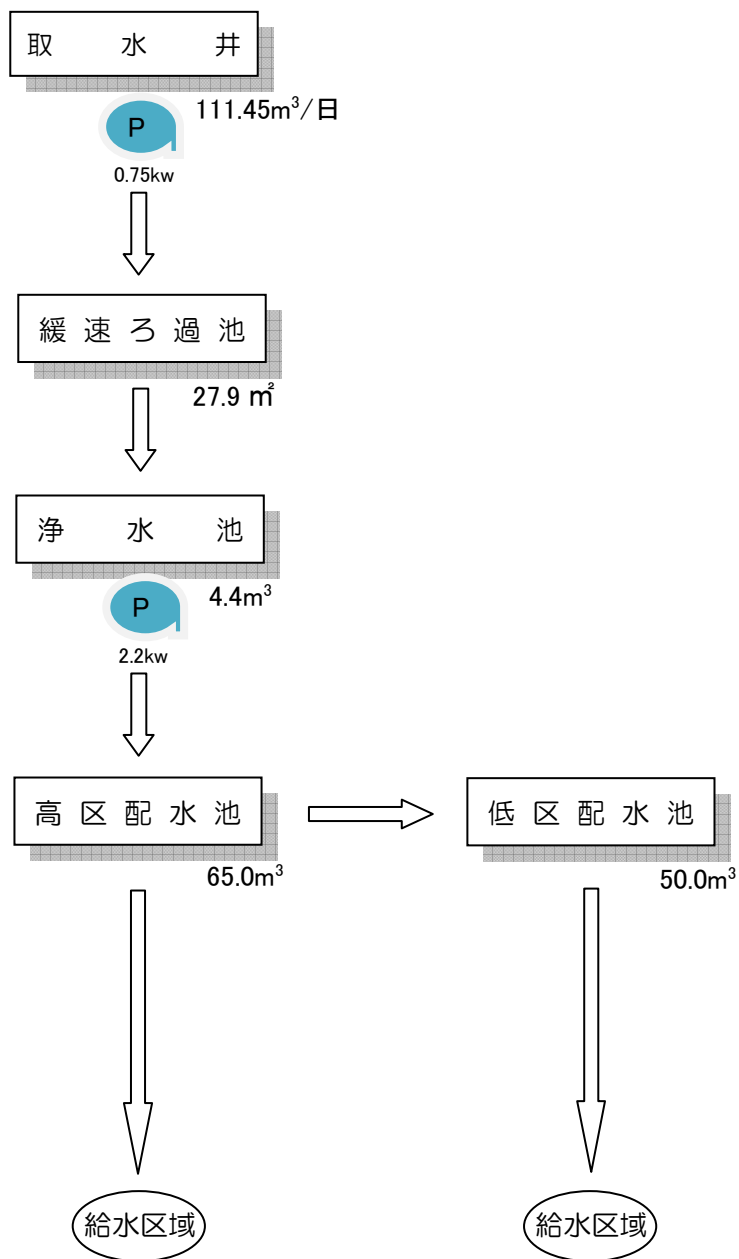 取水井
111.45m³/日
P
0.75kw
緩速ろ過池
27.9 ㎡
浄水池
4.4m³
P
2.2kw
高区配水池
低区配水池
65.0m³
50.0m³
給水区域
給水区域